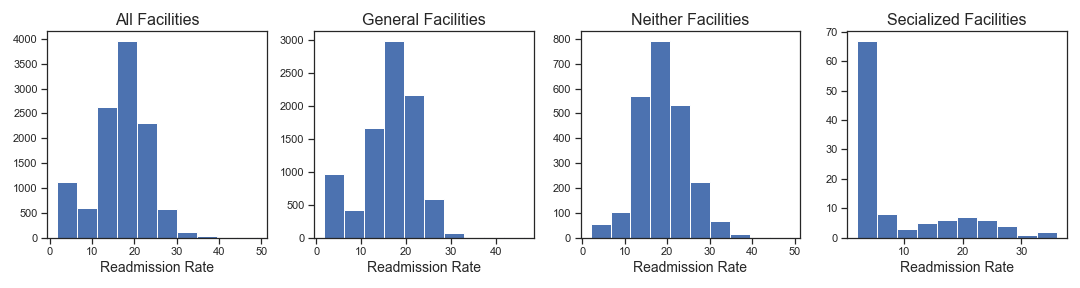 All Facilities
4000
3500
3000
2500
2000
1500
1000
500
0
0 10 20 30 40 50
Readmission Rate
General Facilities
3000
2500
2000
1500
1000
500
0
0 10 20 30 40
Readmission Rate
Neither Facilities
800
700
600
500
400
300
200
100
0
0 10 20 30 40 50
Readmission Rate
Secialized Facilities
70
60
50
40
30
20
10
0
10 20 30
Readmission Rate